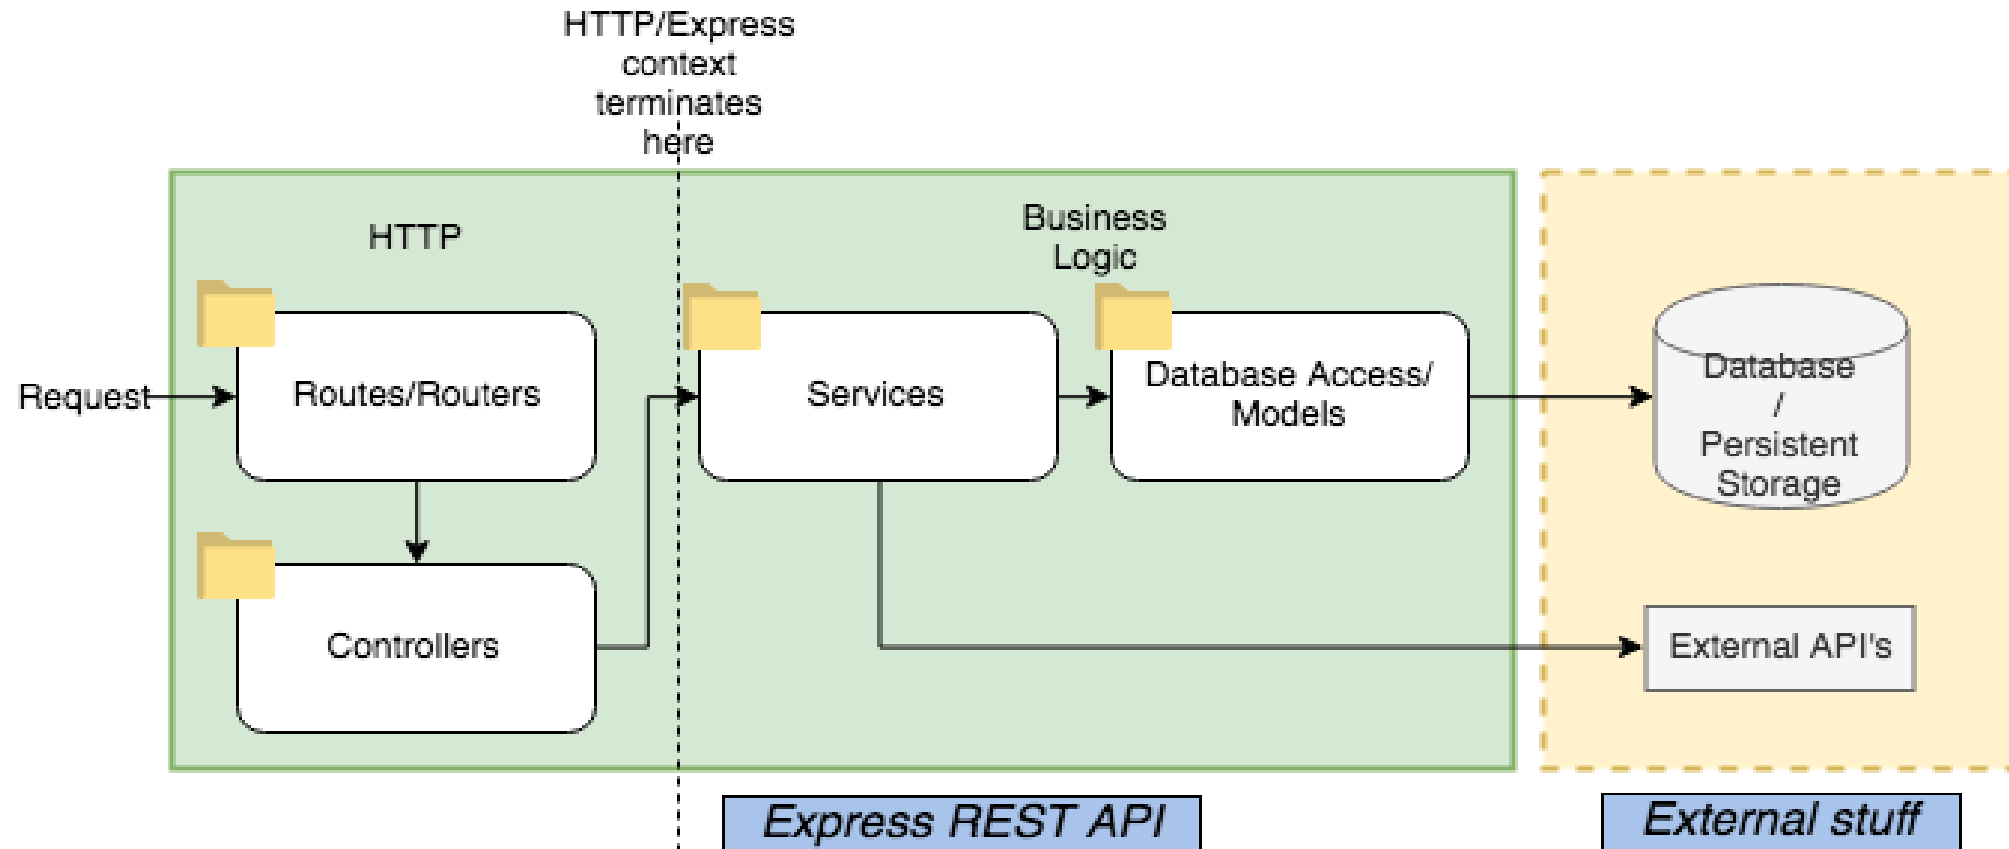 HTTP/Express
context
terminates
here
HTTP
Business
Logic
Request
Routes/Routers
Services
Database Access/
Models
Database
/
Persistent
Storage
Controllers
External API's
Express REST API
External stuff